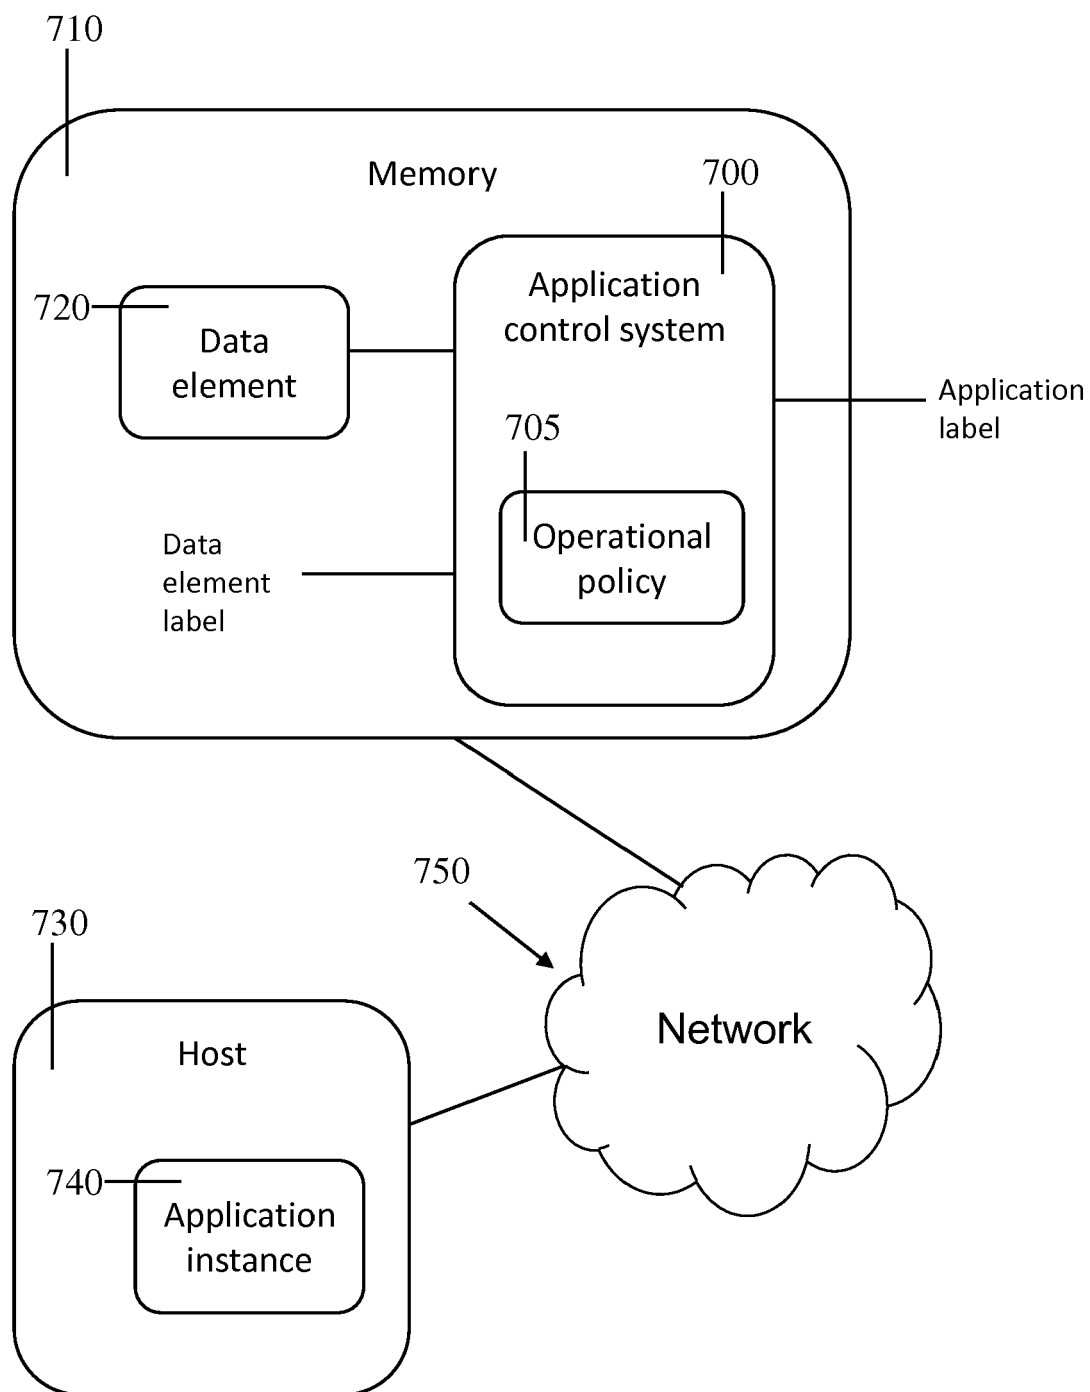 710
Memory
700
Application
control system
720
Data
element
Application
label
705
Operational
policy
Data
element
label
750
730
Host
Network
740
Application
instance